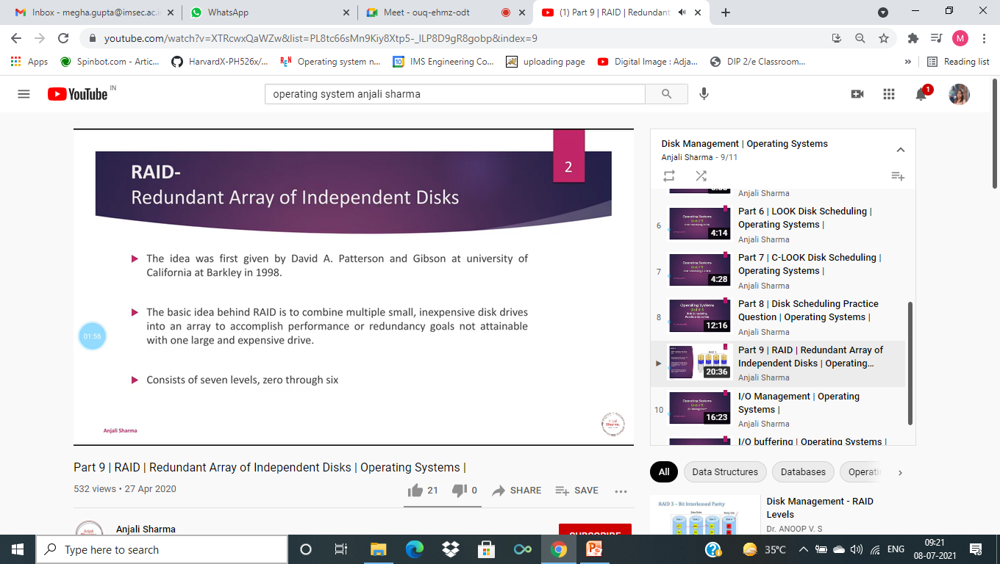 Inbox - megha.gupta@imsec.ac.i
WhatsApp
Meet - ouq-ehmz-odt
(1) Part 9 | RAID | Redundant
youtube.com/watch?v=XTRcwxQaWZw&list=PL8tc66sMn9Kiy8Xtp5-_lLP8D9gR8gobp&index=9
M
Apps
Spinbot.com - Artic...
HarvardX-PH526x/...
Operating system n...
IMS Engineering Co...
uploading page
Digital Image : Adja...
DIP 2/e Classroom...
»
Reading list
YouTube IN
operating system anjali sharma
1
2
RAID-
Redundant Array of Independent Disks
The idea was first given by David A. Patterson and Gibson at university of
California at Barkley in 1998.
The basic idea behind RAID is to combine multiple small, inexpensive disk drives
into an array to accomplish performance or redundancy goals not attainable
with one large and expensive drive.
Consists of seven levels, zero through six
01:56
Anjali Sharma
Part 9 | RAID | Redundant Array of Independent Disks | Operating Systems |
532 views • 27 Apr 2020
21
0
SHARE
SAVE
Anjali Sharma
SUBSCRIBE
Disk Management | Operating Systems
Anjali Sharma - 9/11
Anjali Sharma
6
4:14
Part 6 | LOOK Disk Scheduling |
Operating Systems |
Anjali Sharma
7
4:28
Part 7 | C-LOOK Disk Scheduling |
Operating Systems |
Anjali Sharma
8
12:16
Part 8 | Disk Scheduling Practice
Question | Operating Systems |
Anjali Sharma
20:36
Part 9 | RAID | Redundant Array of
Independent Disks | Operating...
Anjali Sharma
10
16:23
I/O Management | Operating
Systems |
Anjali Sharma
I/O buffering | Operating Systems |
All
Data Structures
Databases
Operati
RAID 3 – Bit Interleaved Parity
Disk Management - RAID
Levels
Dr. ANOOP V. S
Type here to search
35°C
ENG
09:21
08-07-2021